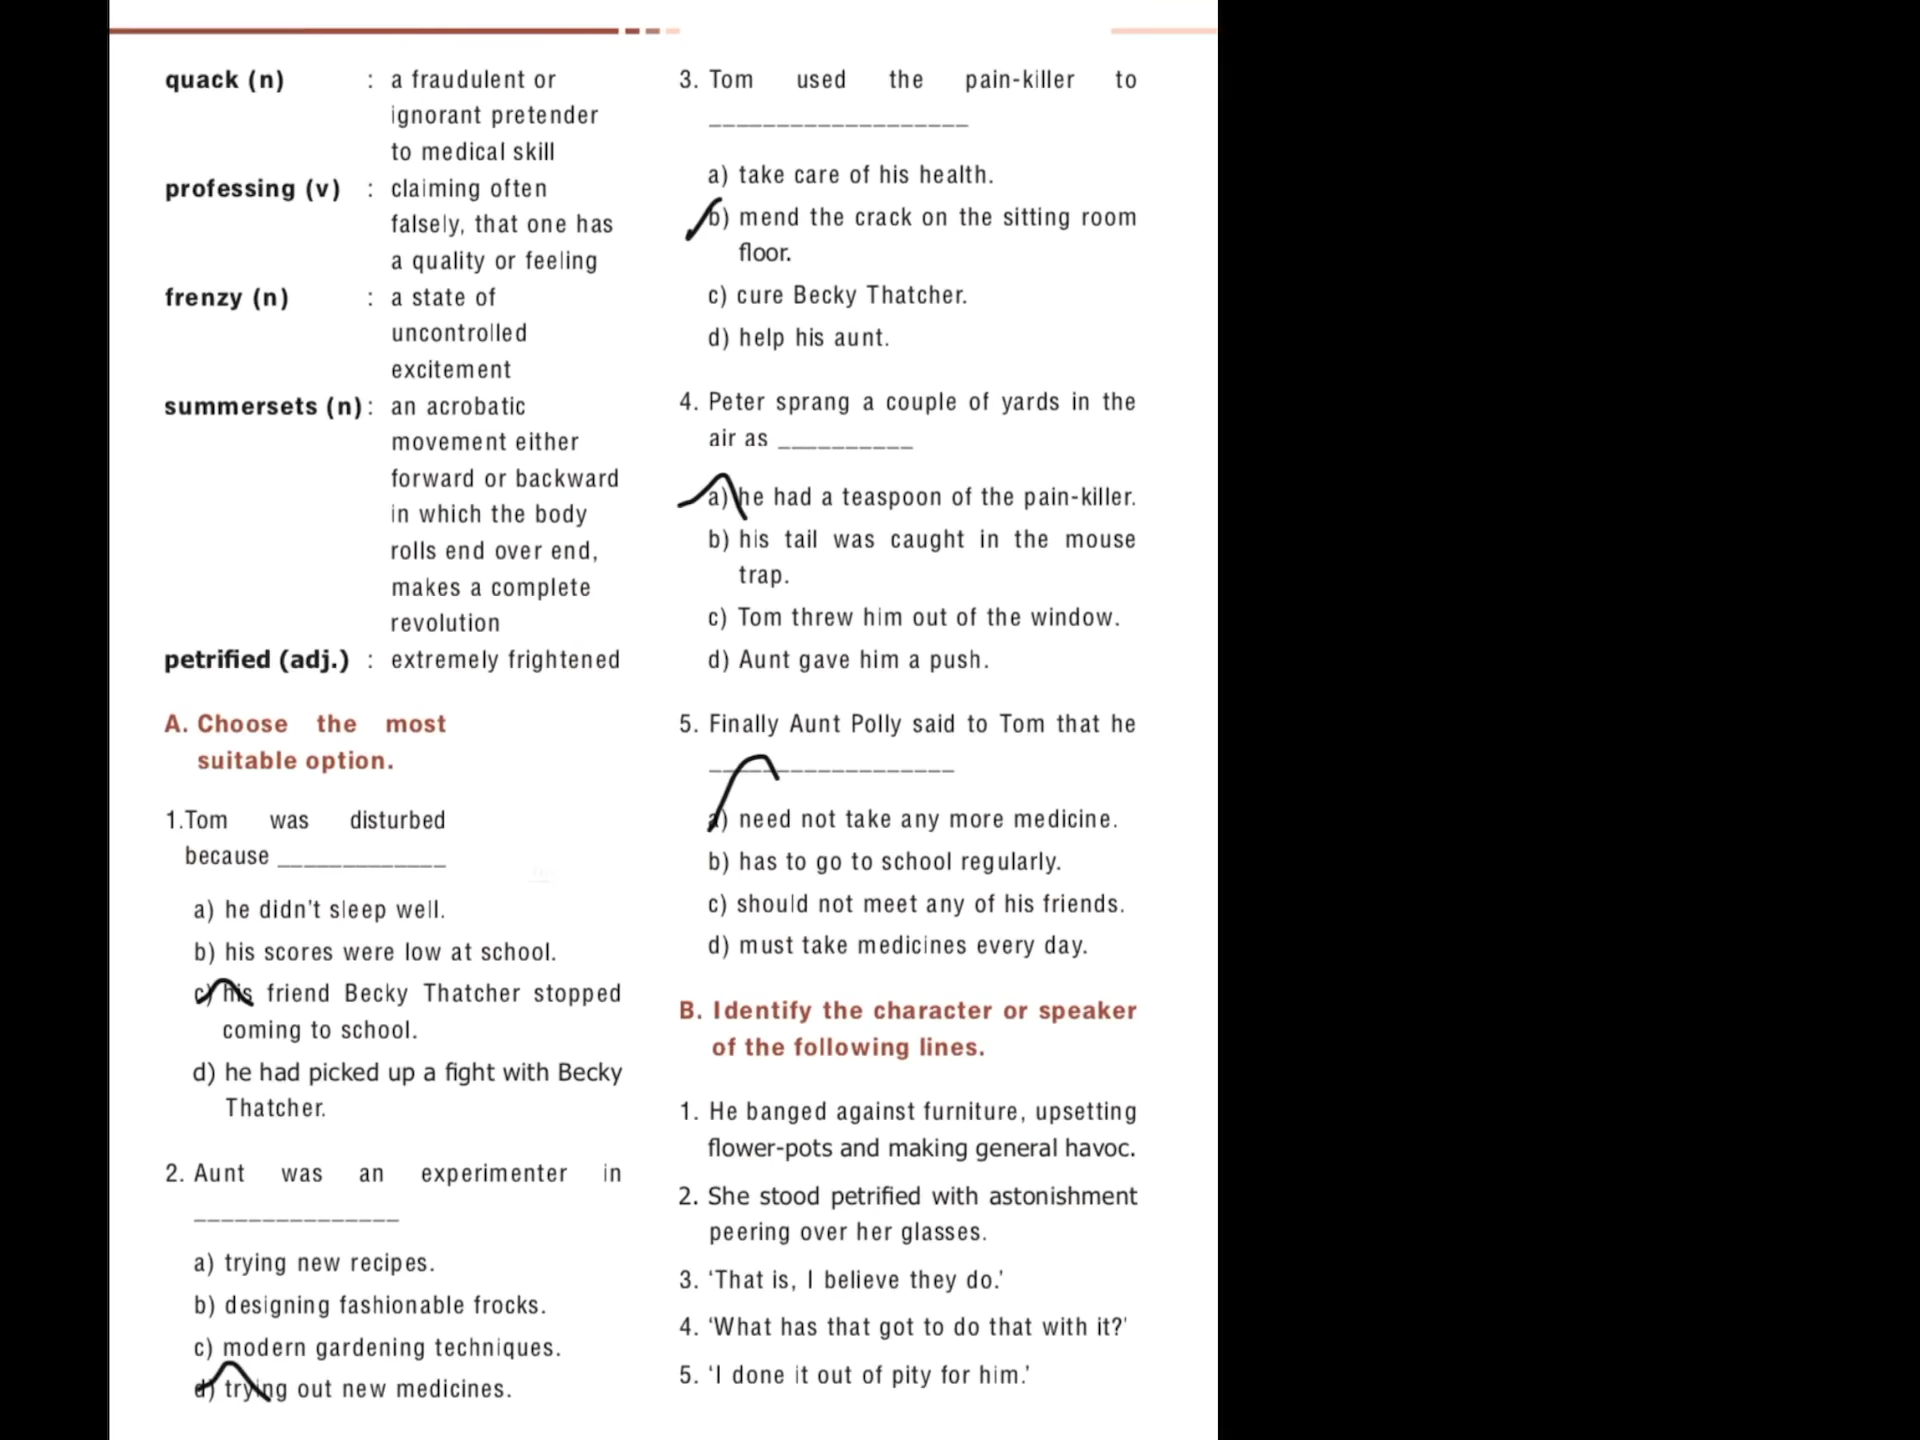 quack (n) : a fraudulent or
ignorant pretender
to medical skill
professing (v) : claiming often
falsely, that one has
a quality or feeling
frenzy (n) : a state of
uncontrolled
excitement
summersets (n) : an acrobatic
movement either
forward or backward
in which the body
rolls end over end,
makes a complete
revolution
petrified (adj.) : extremely frightened
A. Choose the most
suitable option.
1.Tom was disturbed
because _____________
a) he didn't sleep well.
b) his scores were low at school.
c) his friend Becky Thatcher stopped
coming to school.
d) he had picked up a fight with Becky
Thatcher.
2. Aunt was an experimenter in
_______________
a) trying new recipes.
b) designing fashionable frocks.
c) modern gardening techniques.
d) trying out new medicines.
3. Tom used the pain-killer to
___________________
a) take care of his health.
b) mend the crack on the sitting room
floor.
c) cure Becky Thatcher.
d) help his aunt.
4. Peter sprang a couple of yards in the
air as __________
a) he had a teaspoon of the pain-killer.
b) his tail was caught in the mouse
trap.
c) Tom threw him out of the window.
d) Aunt gave him a push.
5. Finally Aunt Polly said to Tom that he
__________________
a) need not take any more medicine.
b) has to go to school regularly.
c) should not meet any of his friends.
d) must take medicines every day.
B. Identify the character or speaker
of the following lines.
1. He banged against furniture, upsetting
flower-pots and making general havoc.
2. She stood petrified with astonishment
peering over her glasses.
3. 'That is, I believe they do.'
4. 'What has that got to do that with it?'
5. 'I done it out of pity for him.'